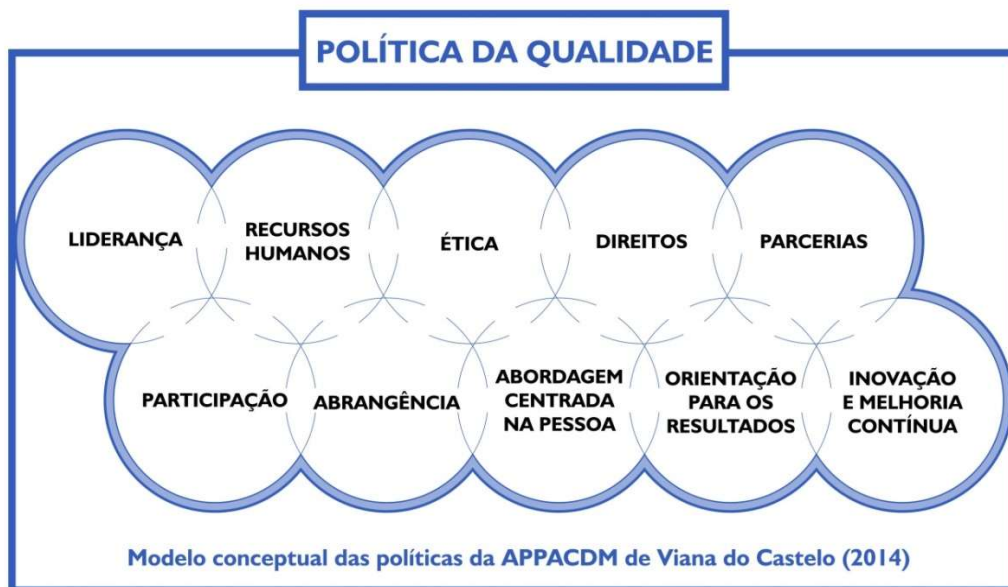 POLÍTICA DA QUALIDADE
LIDERANÇA
RECURSOS
HUMANOS
ÉTICA
DIREITOS
PARCERIAS
PARTICIPAÇÃO
ABRANGÊNCIA
ABORDAGEM
CENTRADA
NA PESSOA
ORIENTAÇÃO
PARA OS
RESULTADOS
INOVAÇÃO
E MELHORIA
CONTÍNUA
Modelo conceptual das políticas da APPACDM de Viana do Castelo (2014)